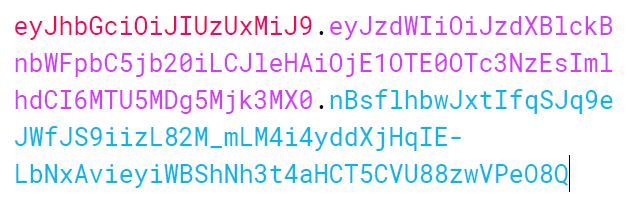 eyJhbGciOiJIUzUxMiJ9.eyJzdWIiOiJzdXBlckB
nbWFpbC5jb20iLCJleHAiOjE1OTE0OTc3NzEsIml
hdCI6MTU5MDg5Mjk3MX0.nBsflhbwJxtIfqSJq9e
JWfJS9iizL82M_mLM4i4yddXjHqIE-
LbNxAvieyiWBShNh3t4aHCT5CVU88zwVPeO8Q